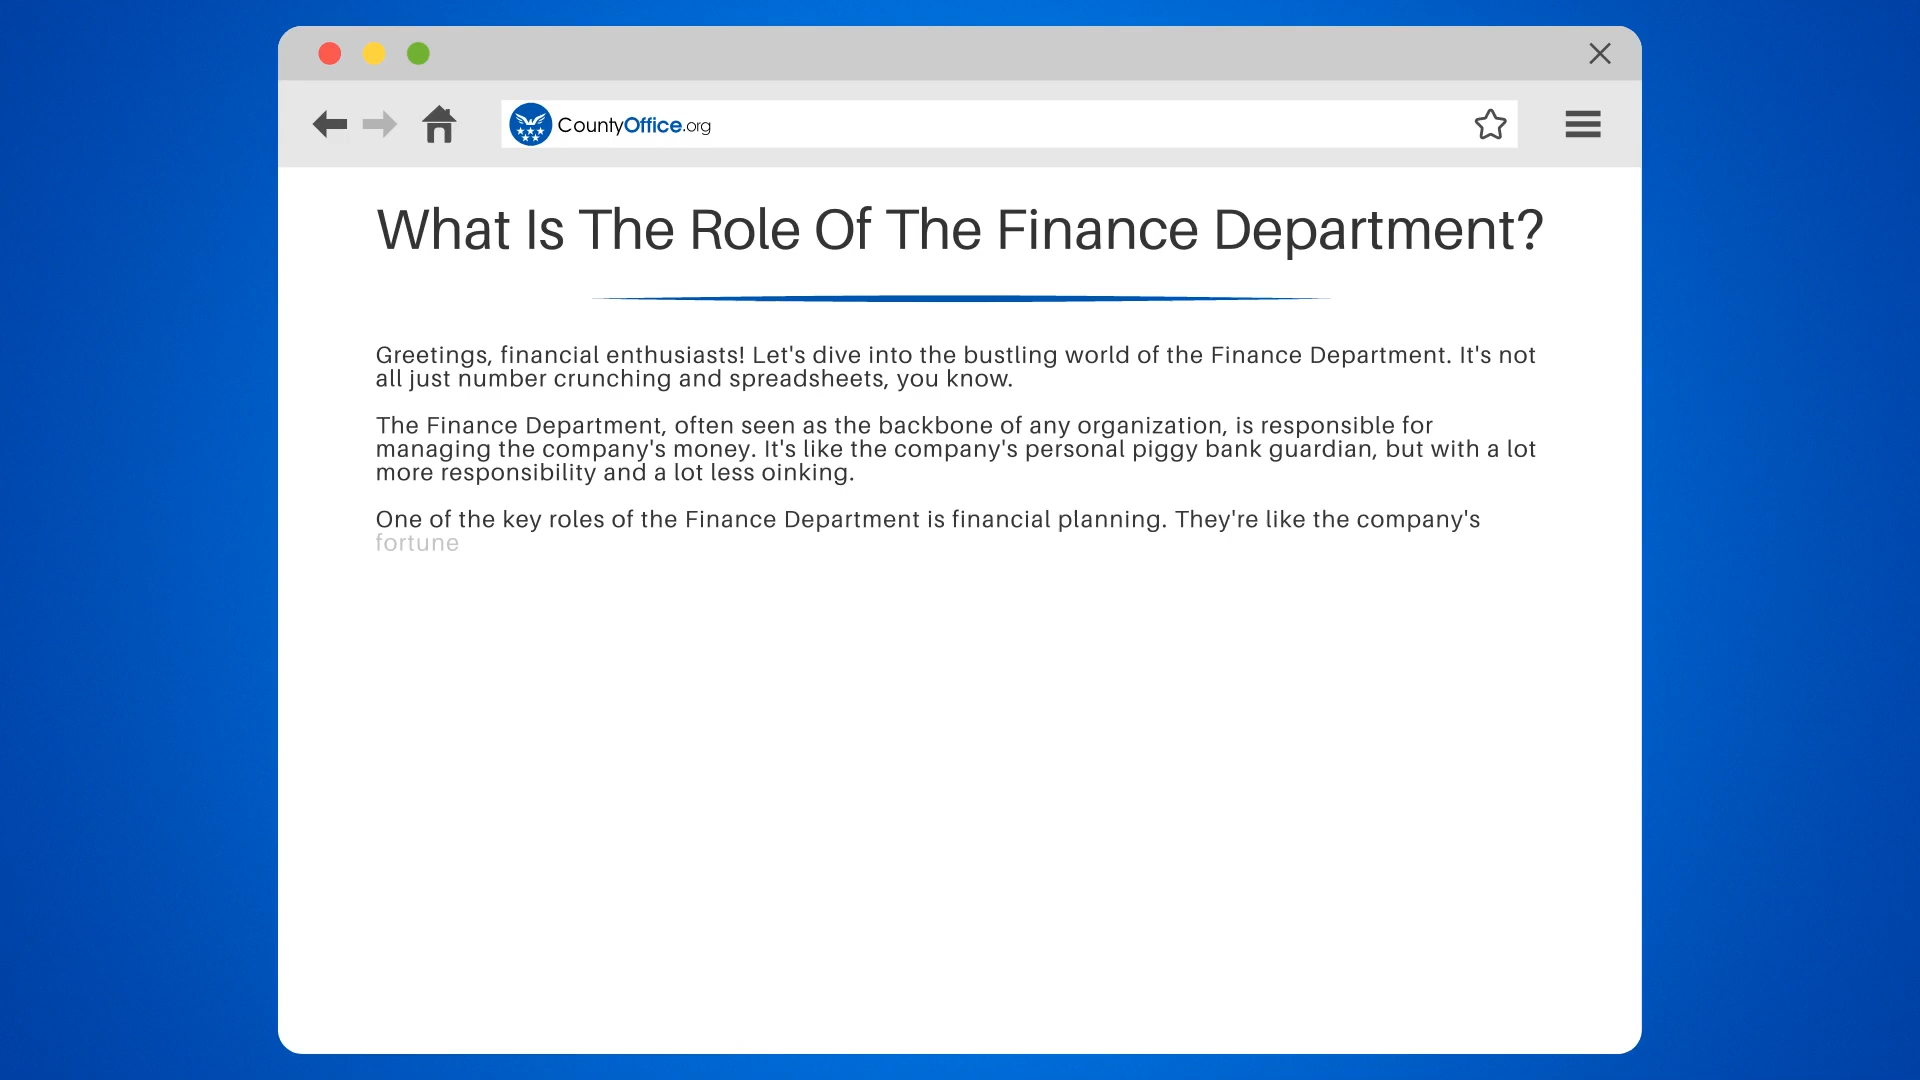 CountyOffice.org
What Is The Role Of The Finance Department?
Greetings, financial enthusiasts! Let's dive into the bustling world of the Finance Department. It's not
all just number crunching and spreadsheets, you know.
The Finance Department, often seen as the backbone of any organization, is responsible for
managing the company's money. It's like the company's personal piggy bank guardian, but with a lot
more responsibility and a lot less oinking.
One of the key roles of the Finance Department is financial planning. They're like the company's
fortune